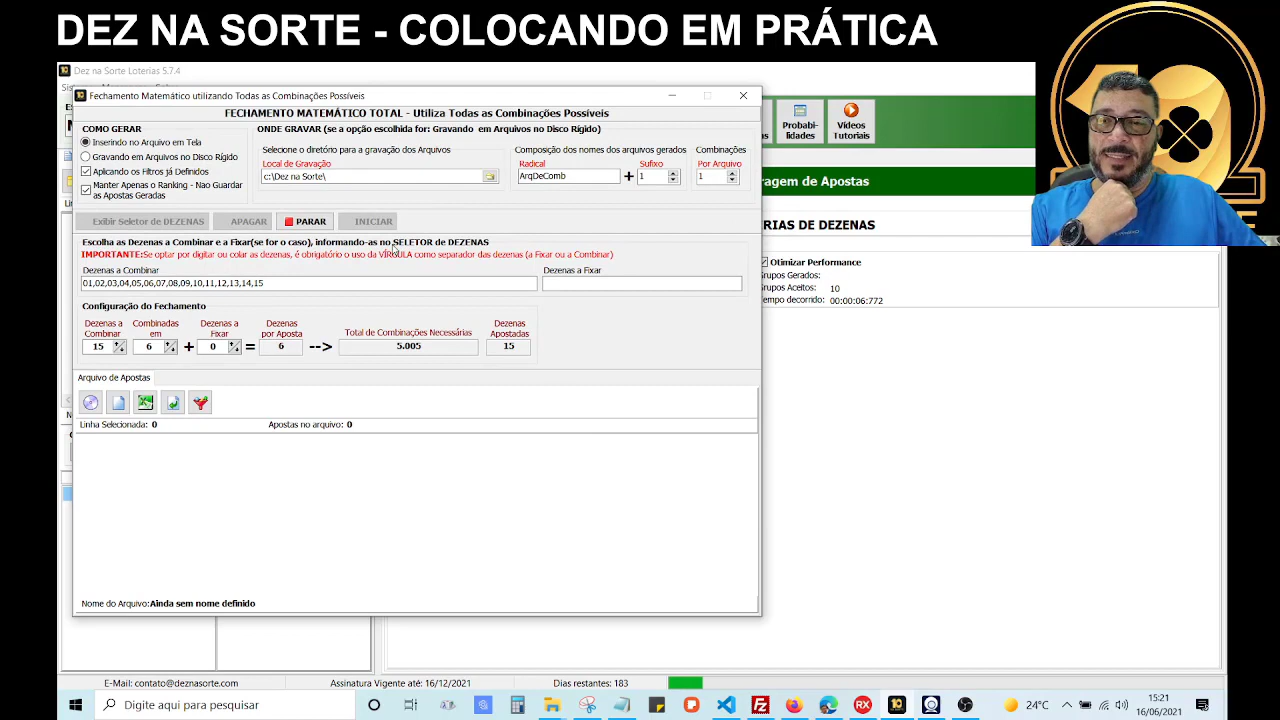 DEZ NA SORTE - COLOCANDO EM PRÁTICA
Dez na Sorte Loterias 5.7.4
Fechamento Matemático utilizando Todas as Combinações Possíveis
FECHAMENTO MATEMÁTICO TOTAL - Utiliza Todas as Combinações Possíveis
COMO GERAR
Inserindo no Arquivo em Tela
Gravando em Arquivos no Disco Rígido
Aplicando os Filtros já Definidos
Manter Apenas o Ranking - Nao Guardar
as Apostas Geradas
ONDE GRAVAR (se a opção escolhida for: Gravando em Arquivos no Disco Rígido)
Selecione o diretório para a gravação dos Arquivos
Local de Gravação
c:\Dez na Sorte\
Composição dos nomes dos arquivos gerados
Radical
Sufixo
ArqDeComb
+
1
Combinações
Por Arquivo
1
Probabi-
lidades
Vídeos
Tutoriais
ragem de Apostas
RIAS DE DEZENAS
Exibir Seletor de DEZENAS
APAGAR
PARAR
INICIAR
Escolha as Dezenas a Combinar e a Fixar(se for o caso), informando-as no SELETOR de DEZENAS
IMPORTANTE:Se optar por digitar ou colar as dezenas, é obrigatório o uso da VÍRGULA como separador das dezenas (a Fixar ou a Combinar)
Dezenas a Combinar
Dezenas a Fixar
01,02,03,04,05,06,07,08,09,10,11,12,13,14,15
Otimizar Performance
Grupos Gerados:
Grupos Aceitos: 10
Tempo decorrido: 00:00:06:772
Configuração do Fechamento
Dezenas a
Combinar
Combinadas
em
Dezenas a
Fixar
Dezenas
por Aposta
Total de Combinações Necessárias
Dezenas
Apostadas
15 6 + 0 = 6 --> 5.005 15
Arquivo de Apostas
Linha Selecionada: 0
Apostas no arquivo: 0
Nome do Arquivo:Ainda sem nome definido
E-Mail: contato@deznasorte.com
Assinatura Vigente até: 16/12/2021
Dias restantes: 183
Digite aqui para pesquisar
24°C
15:21
16/06/2021